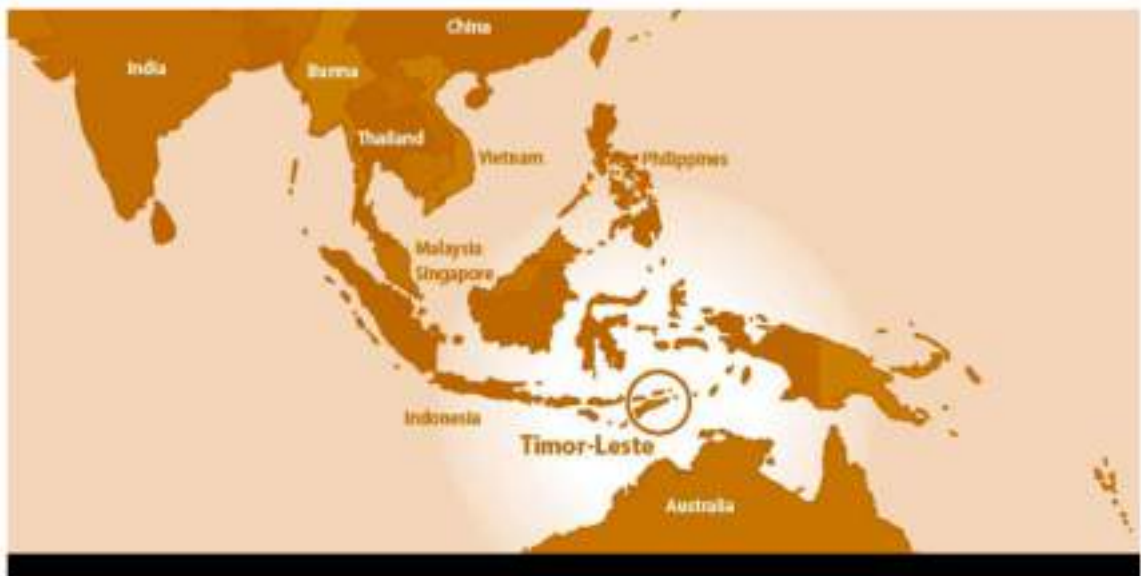 China
India
Burma
Thailand
Vietnam
Philippines
Malaysia
Singapore
Indonesia
Timor-Leste
Australia